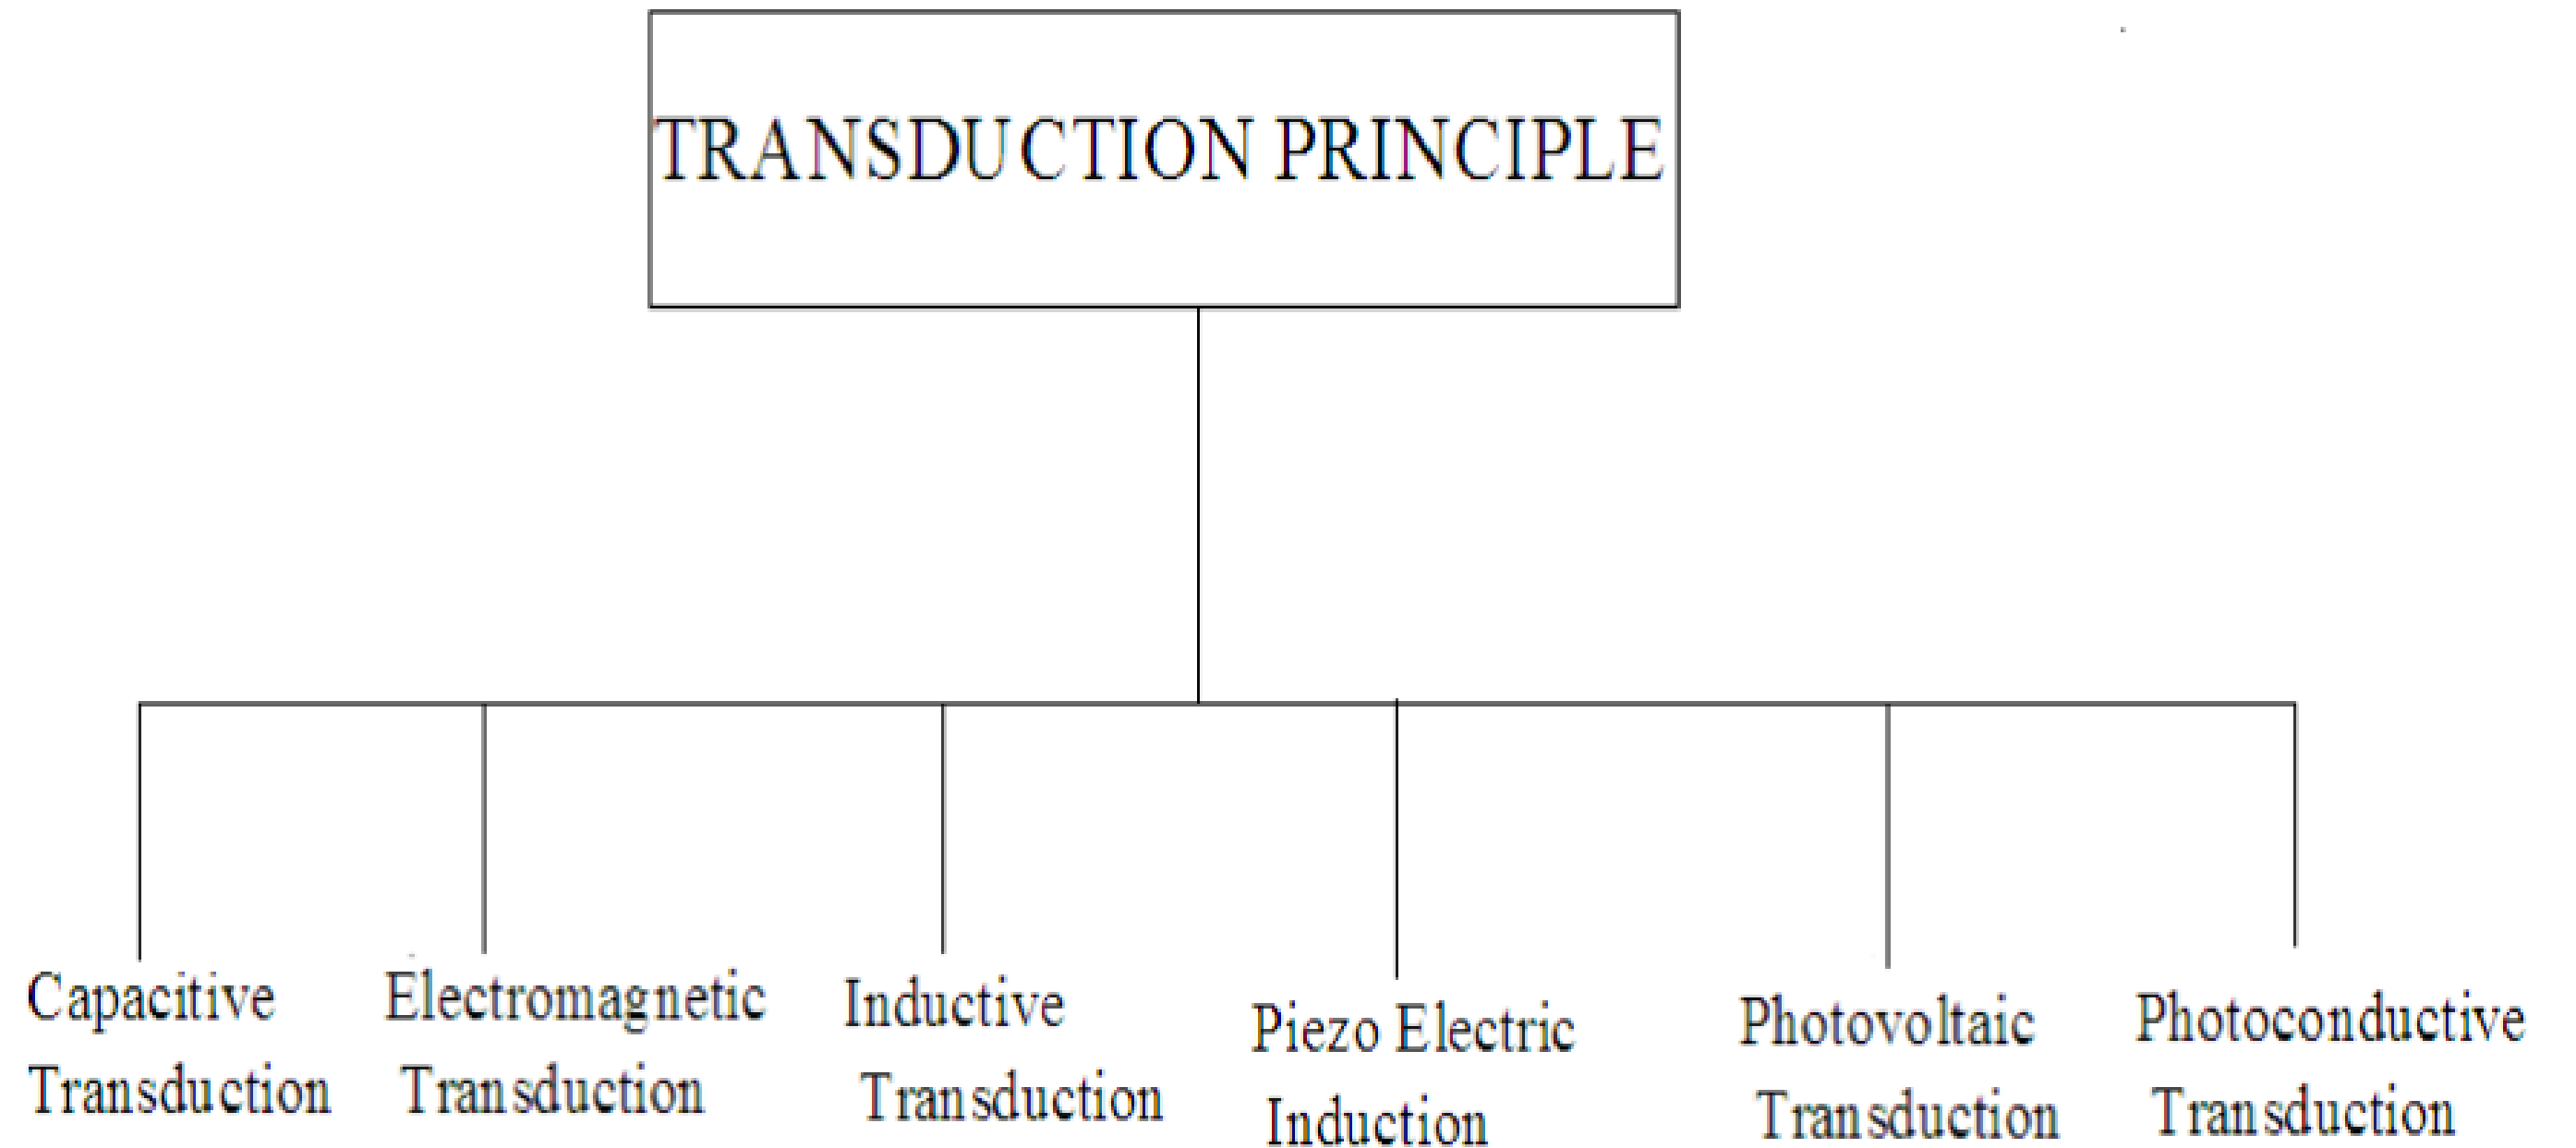 TRANSDUCTION PRINCIPLE
Capacitive
Transduction
Electromagnetic
Transduction
Inductive
Transduction
Piezo Electric
Induction
Photovoltaic
Transduction
Photoconductive
Transduction